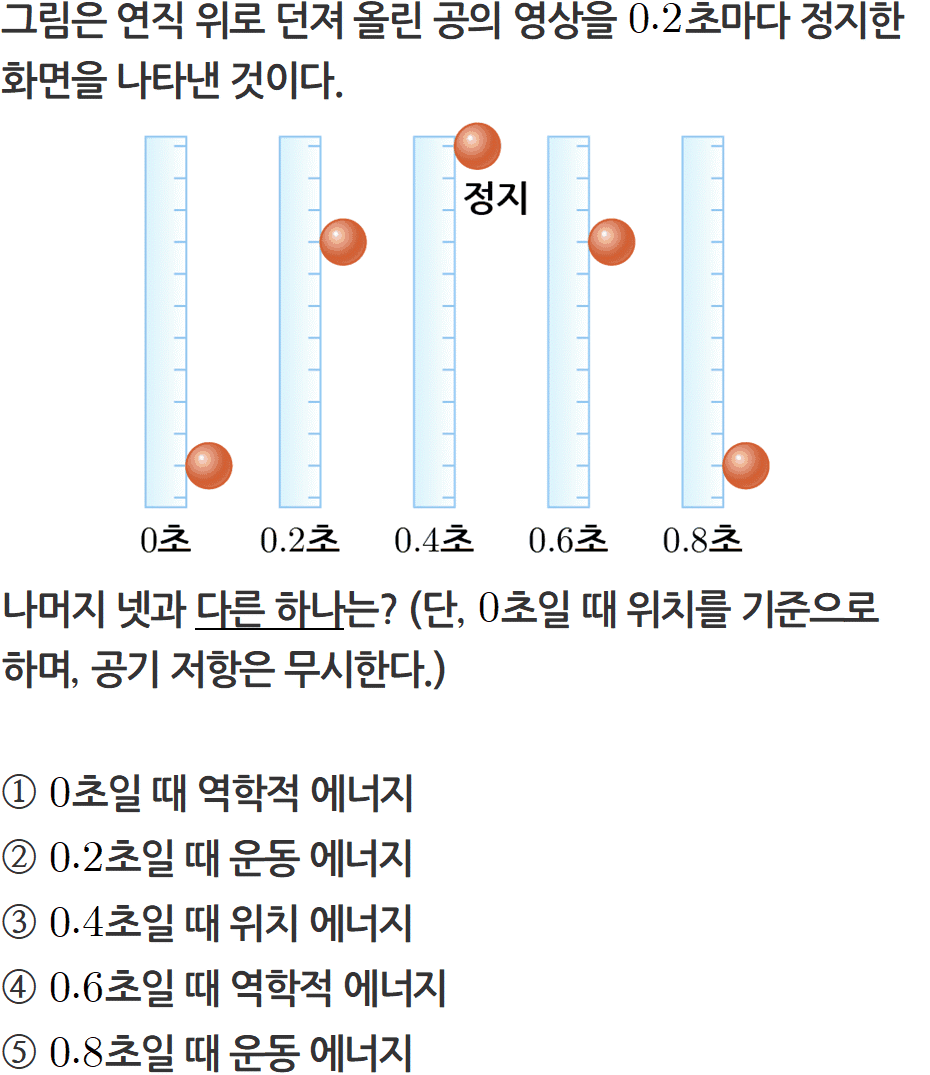 그림은 연직 위로 던져 올린 공의 영상을 0.2초마다 정지한
화면을 나타낸 것이다.
정지
0초 0.2초 0.4초 0.6초 0.8초
나머지 넷과 다른 하나는? (단, 0초일 때 위치를 기준으로
하며, 공기 저항은 무시한다.)
① 0초일 때 역학적 에너지
② 0.2초일 때 운동 에너지
③ 0.4초일 때 위치 에너지
④ 0.6초일 때 역학적 에너지
⑤ 0.8초일 때 운동 에너지